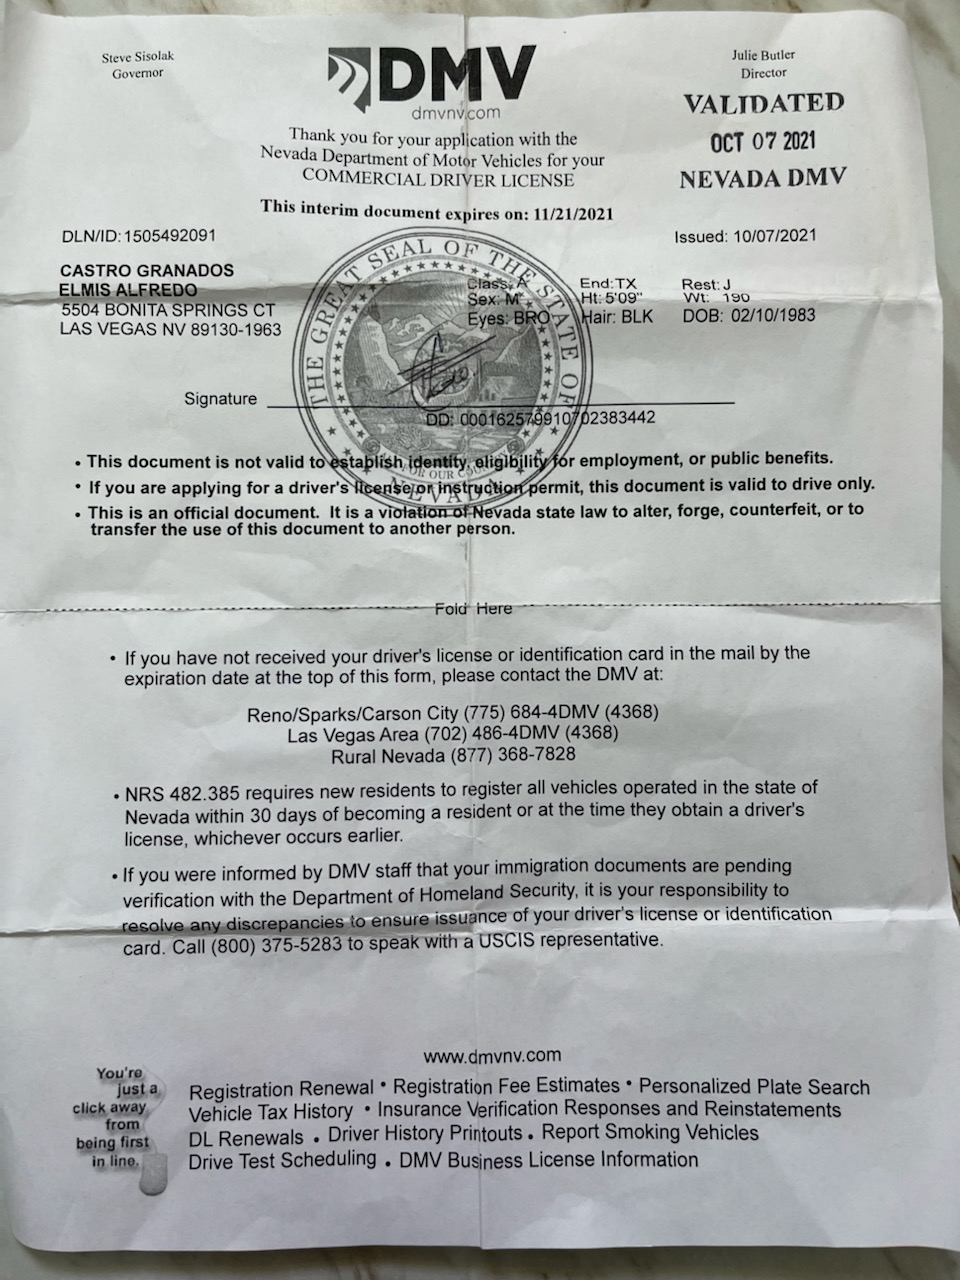 Steve Sisolak
Governor
DMV
dmvnv.com
Julie Butler
Director
VALIDATED
OCT 07 2021
NEVADA DMV
Thank you for your application with the
Nevada Department of Motor Vehicles for your
COMMERCIAL DRIVER LICENSE
This interim document expires on: 11/21/2021
DLN/ID: 1505492091
Issued: 10/07/2021
CASTRO GRANADOS
ELMIS ALFREDO
5504 BONITA SPRINGS CT
LAS VEGAS NV 89130-1963
Class: A End: TX Rest: J
Sex: M Ht: 5'09" Wt: 190
Eyes: BRO Hair: BLK DOB: 02/10/1983
THE GREAT SEAL OF THE STATE OF NEVADA
Signature
DD: 000162579910702383442
• This document is not valid to establish identity, eligibility for employment, or public benefits.
• If you are applying for a driver's license or instruction permit, this document is valid to drive only.
• This is an official document. It is a violation of Nevada state law to alter, forge, counterfeit, or to
transfer the use of this document to another person.
Fold Here
• If you have not received your driver's license or identification card in the mail by the
expiration date at the top of this form, please contact the DMV at:
Reno/Sparks/Carson City (775) 684-4DMV (4368)
Las Vegas Area (702) 486-4DMV (4368)
Rural Nevada (877) 368-7828
• NRS 482.385 requires new residents to register all vehicles operated in the state of
Nevada within 30 days of becoming a resident or at the time they obtain a driver's
license, whichever occurs earlier.
• If you were informed by DMV staff that your immigration documents are pending
verification with the Department of Homeland Security, it is your responsibility to
resolve any discrepancies to ensure issuance of your driver's license or identification
card. Call (800) 375-5283 to speak with a USCIS representative.
www.dmvnv.com
You're
just a
click away
from
being first
in line.
Registration Renewal • Registration Fee Estimates • Personalized Plate Search
Vehicle Tax History • Insurance Verification Responses and Reinstatements
DL Renewals • Driver History Printouts • Report Smoking Vehicles
Drive Test Scheduling • DMV Business License Information